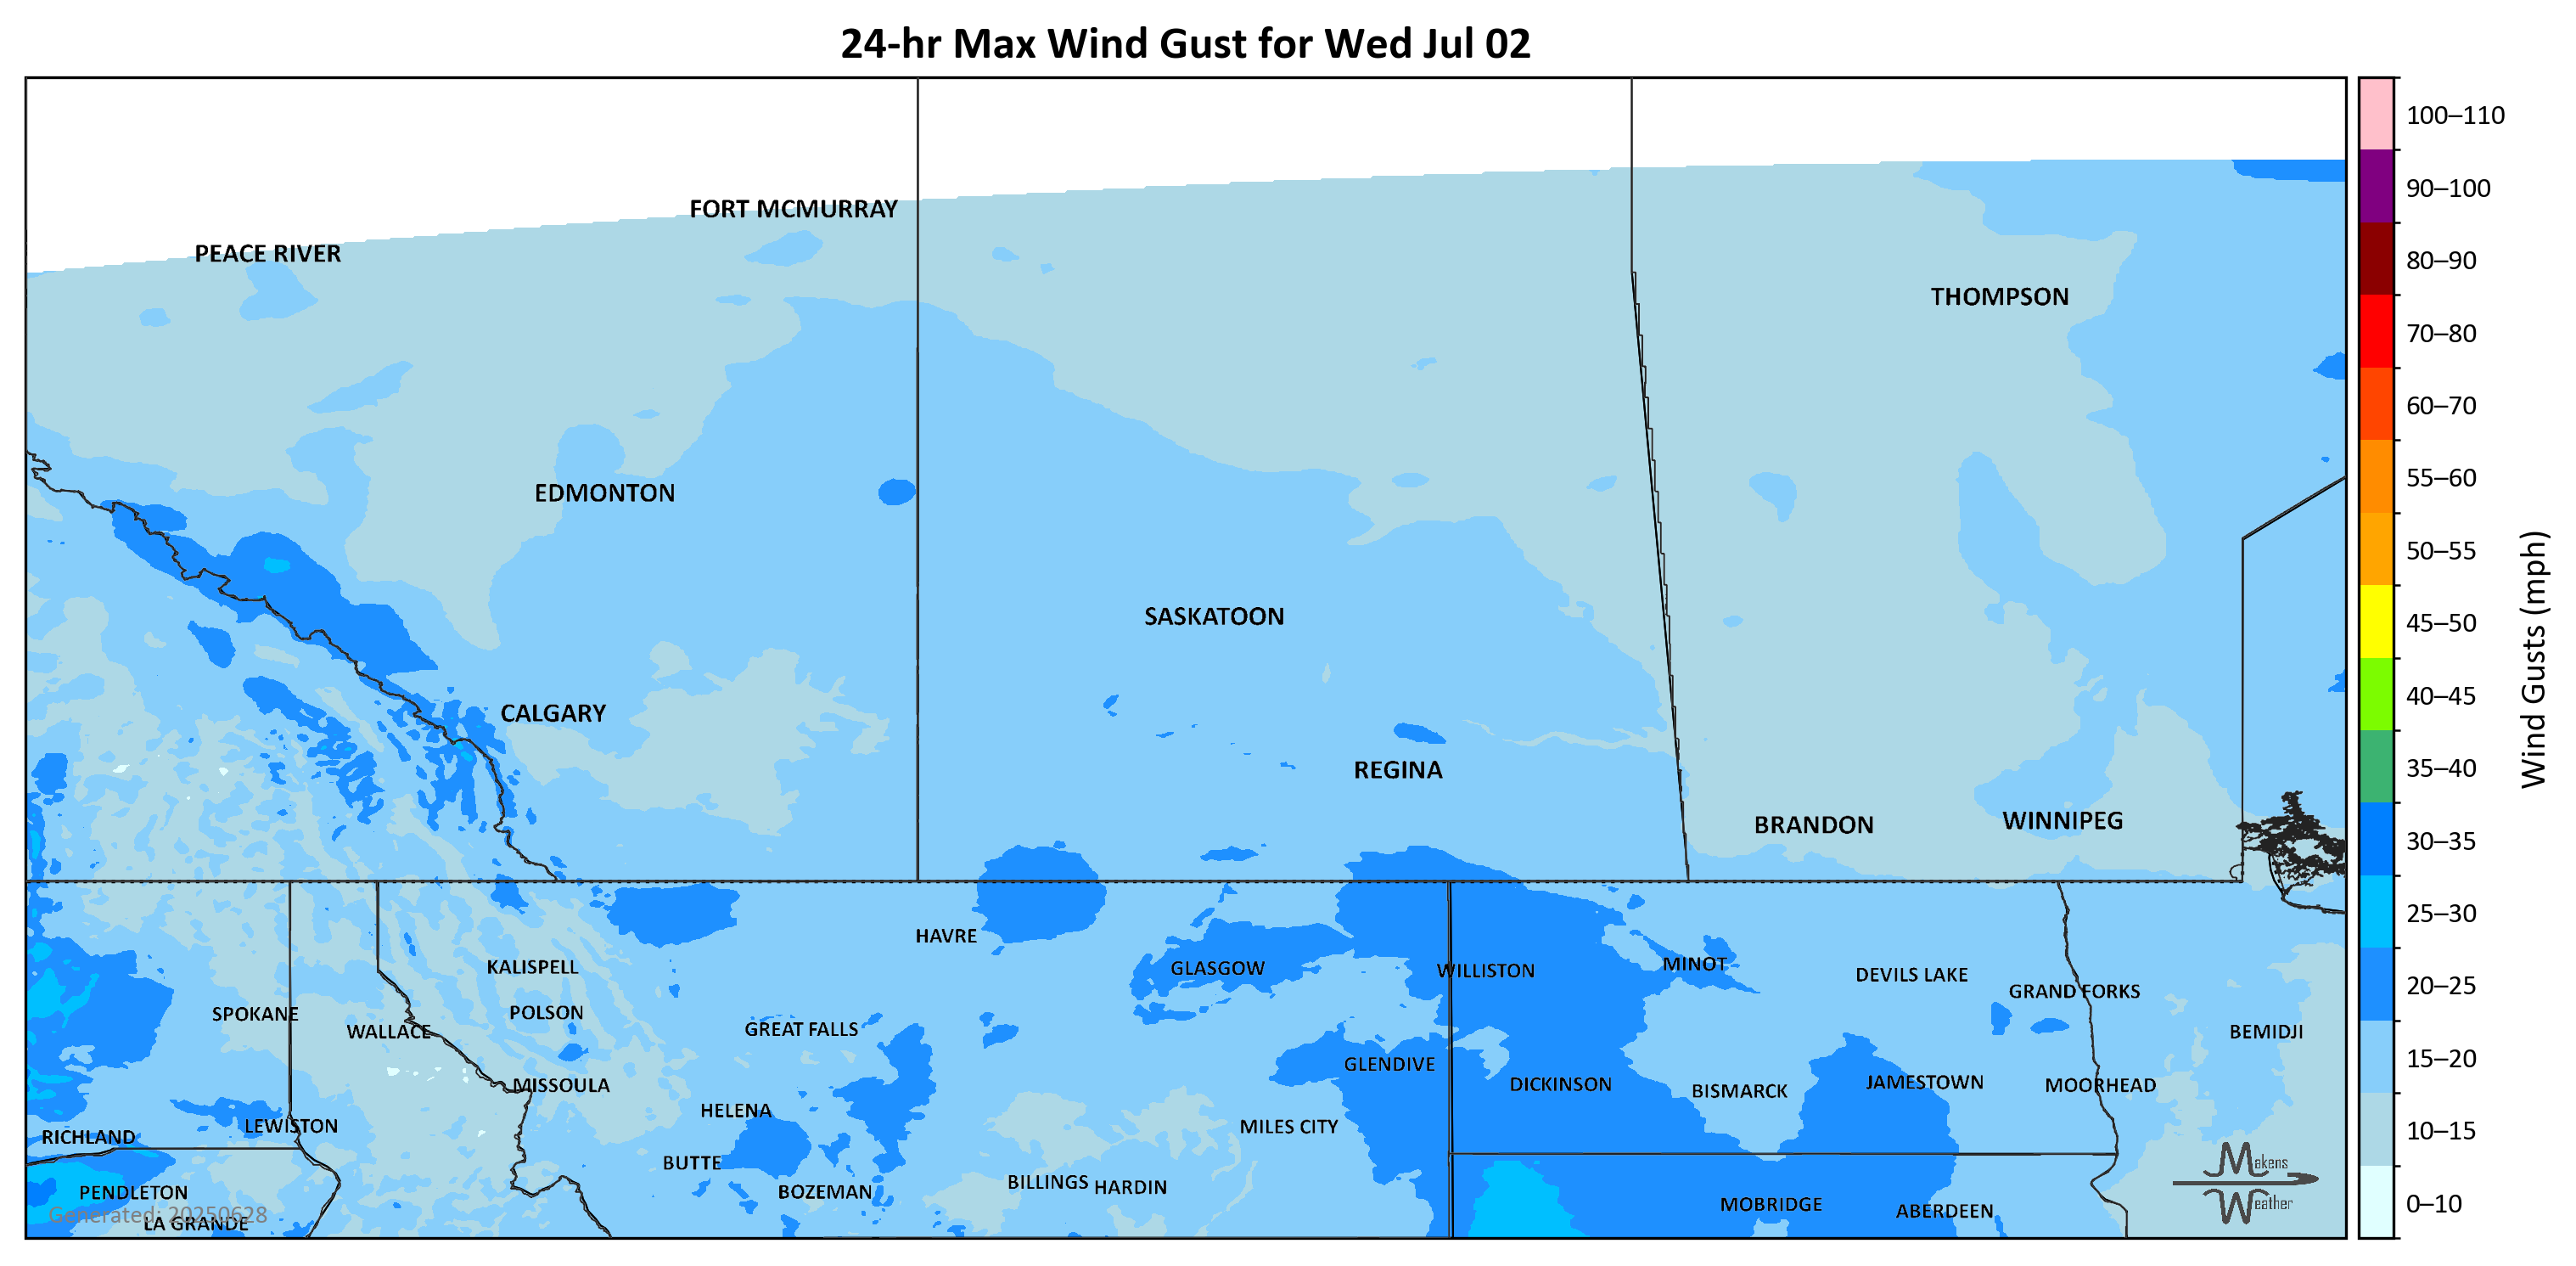 24-hr Max Wind Gust for Wed Jul 02
100–110
90–100
80–90
70–80
60–70
55–60
50–55
45–50
40–45
35–40
30–35
25–30
20–25
15–20
10–15
0–10
Wind Gusts (mph)
FORT MCMURRAY
PEACE RIVER
THOMPSON
EDMONTON
SASKATOON
CALGARY
REGINA
BRANDON
WINNIPEG
HAVRE
KALISPELL
GLASGOW
WILLISTON
MINOT
DEVILS LAKE
GRAND FORKS
SPOKANE
POLSON
WALLACE
GREAT FALLS
BEMIDJI
GLENDIVE
MISSOULA
DICKINSON
BISMARCK
JAMESTOWN
MOORHEAD
HELENA
LEWISTON
MILES CITY
RICHLAND
BUTTE
PENDLETON
BOZEMAN
BILLINGS
HARDIN
MOBRIDGE
ABERDEEN
Generated: 20250628
LA GRANDE
Makens
Weather